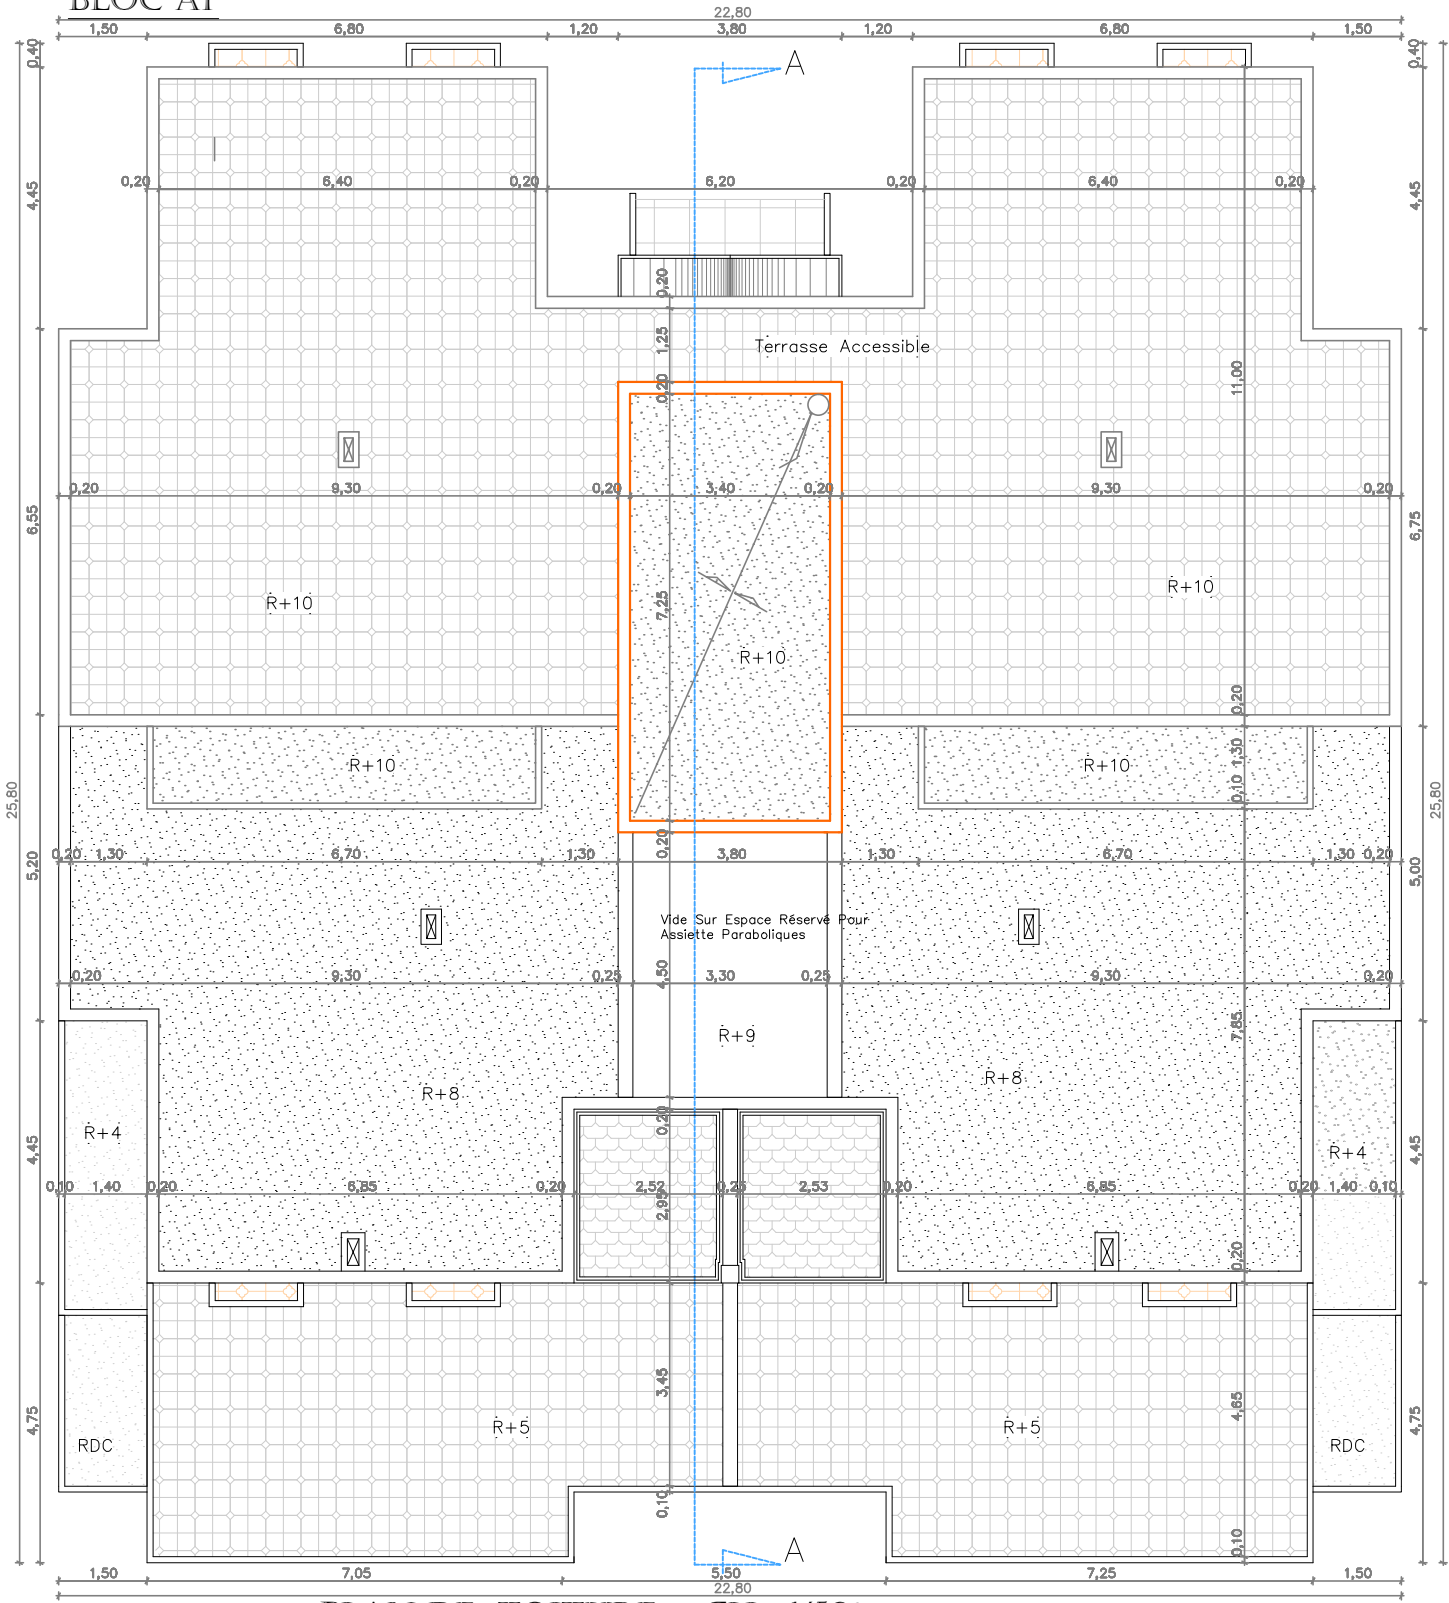 BLOC A1
22,80
1,50 6,80 1,20 3,80 1,20 6,80 1,50
0,40 0,40
A
4,45 0,20 6,40 0,20 6,20 0,20 6,40 0,20 4,45
0,20
Terrasse Accessible
1,25
0,20 11,00
0,20 9,30 0,20 3,40 0,20 9,30 0,20
6,55 6,75
7,25
R+10 R+10
R+10
0,20
R+10 R+10
1,30
0,10
25,80 25,80
0,20 1,30 6,70 1,30 0,20 3,80 1,30 6,70 1,30 0,20
5,20 5,00
Vide Sur Espace Réservé Pour
Assiette Paraboliques
0,20 9,30 0,25 4,50 3,30 0,25 9,30 0,20
R+9 7,85
R+8 R+8
0,20
R+4 R+4
4,45 4,45
0,10 1,40 0,20 6,85 0,20 2,52 0,25 2,53 0,20 6,85 0,20 1,40 0,10
2,95
0,20
3,45 4,65
4,75 4,75
R+5 R+5
RDC RDC
0,10
0,10
A
1,50 7,05 5,50 7,25 1,50
22,80